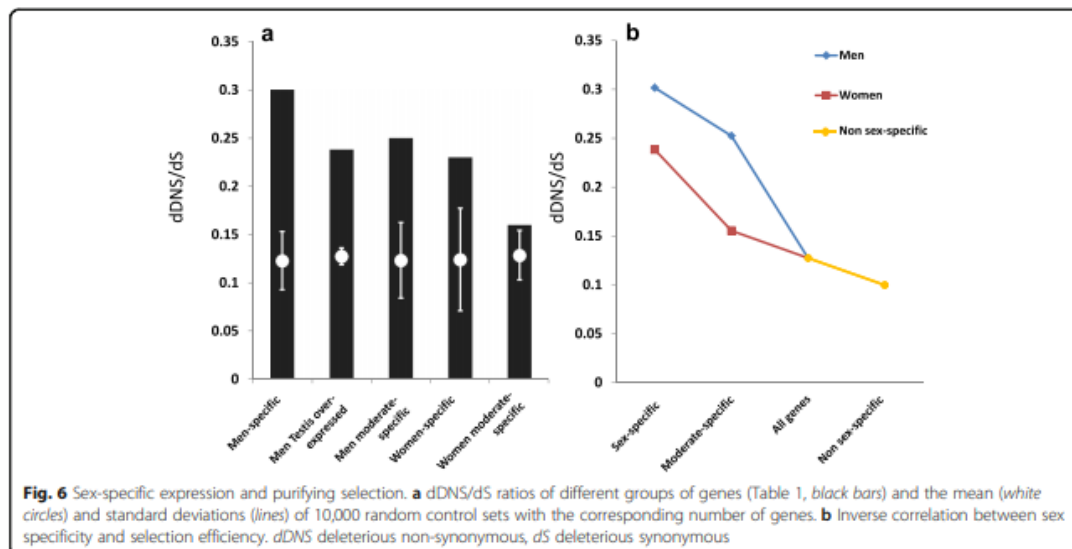 a
0.35
0.3
0.25
0.2
0.15
0.1
0.05
0
dDNS/dS
Men-specific
Men Testis over-
expressed
Men moderate-
specific
Women-specific
Women moderate-
specific
b
0.35
0.3
0.25
0.2
0.15
0.1
0.05
0
dDNS/dS
Men
Women
Non sex-specific
Sex-specific
Moderate-specific
All genes
Non sex-specific
Fig. 6 Sex-specific expression and purifying selection. a dDNS/dS ratios of different groups of genes (Table 1, black bars) and the mean (white
circles) and standard deviations (lines) of 10,000 random control sets with the corresponding number of genes. b Inverse correlation between sex
specificity and selection efficiency. dDNS deleterious non-synonymous, dS deleterious synonymous